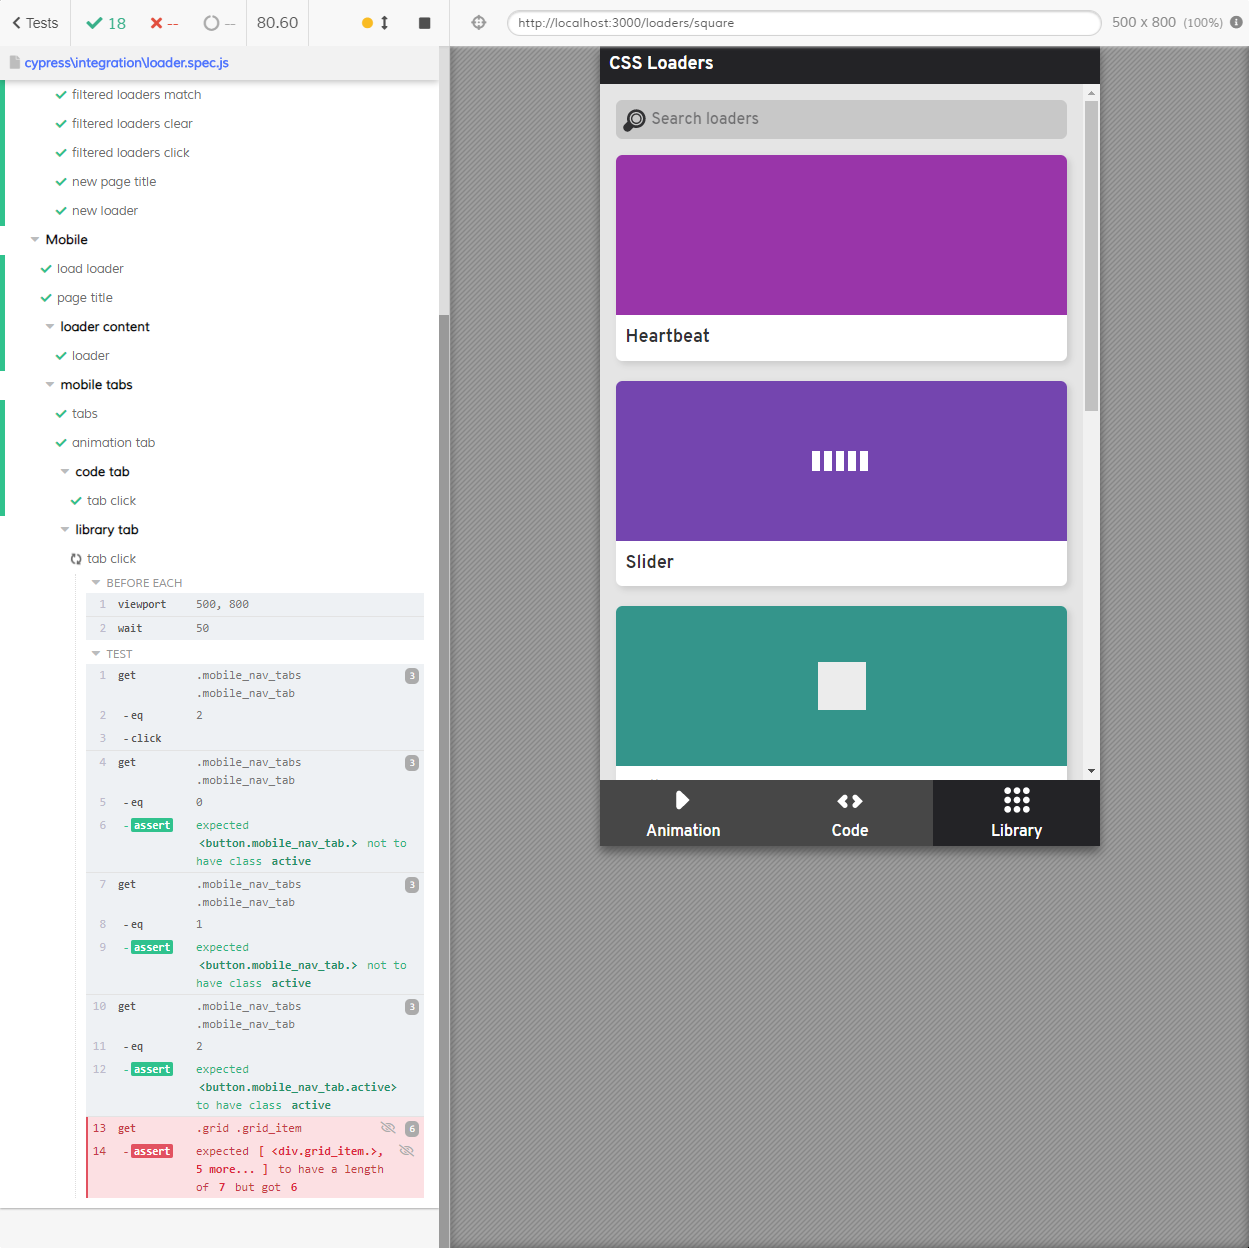 Tests
18
--
--
80.60
http://localhost:3000/loaders/square
500 x 800 (100%)
cypress\integration\loader.spec.js
filtered loaders match
filtered loaders clear
filtered loaders click
new page title
new loader
Mobile
load loader
page title
loader content
loader
mobile tabs
tabs
animation tab
code tab
tab click
library tab
tab click
BEFORE EACH
1 viewport 500, 800
2 wait 50
TEST
1 get .mobile_nav_tabs 3
.mobile_nav_tab
2 -eq 2
3 -click
4 get .mobile_nav_tabs 3
.mobile_nav_tab
5 -eq 0
6 -assert expected
<button.mobile_nav_tab.> not to
have class active
7 get .mobile_nav_tabs 3
.mobile_nav_tab
8 -eq 1
9 -assert expected
<button.mobile_nav_tab.> not to
have class active
10 get .mobile_nav_tabs 3
.mobile_nav_tab
11 -eq 2
12 -assert expected
<button.mobile_nav_tab.active>
to have class active
13 get .grid .grid_item 6
14 -assert expected [ <div.grid_item.>,
5 more... ] to have a length
of 7 but got 6
CSS Loaders
Search loaders
Heartbeat
Slider
Animation
Code
Library